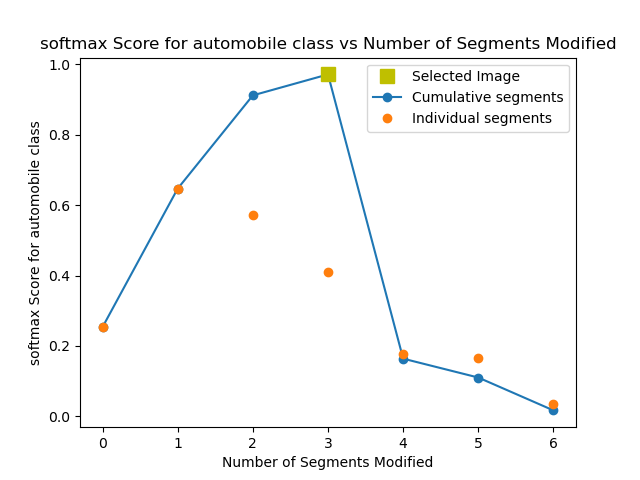 softmax Score for automobile class vs Number of Segments Modified
1.0
0.8
0.6
0.4
0.2
0.0
softmax Score for automobile class
Selected Image
Cumulative segments
Individual segments
0 1 2 3 4 5 6
Number of Segments Modified